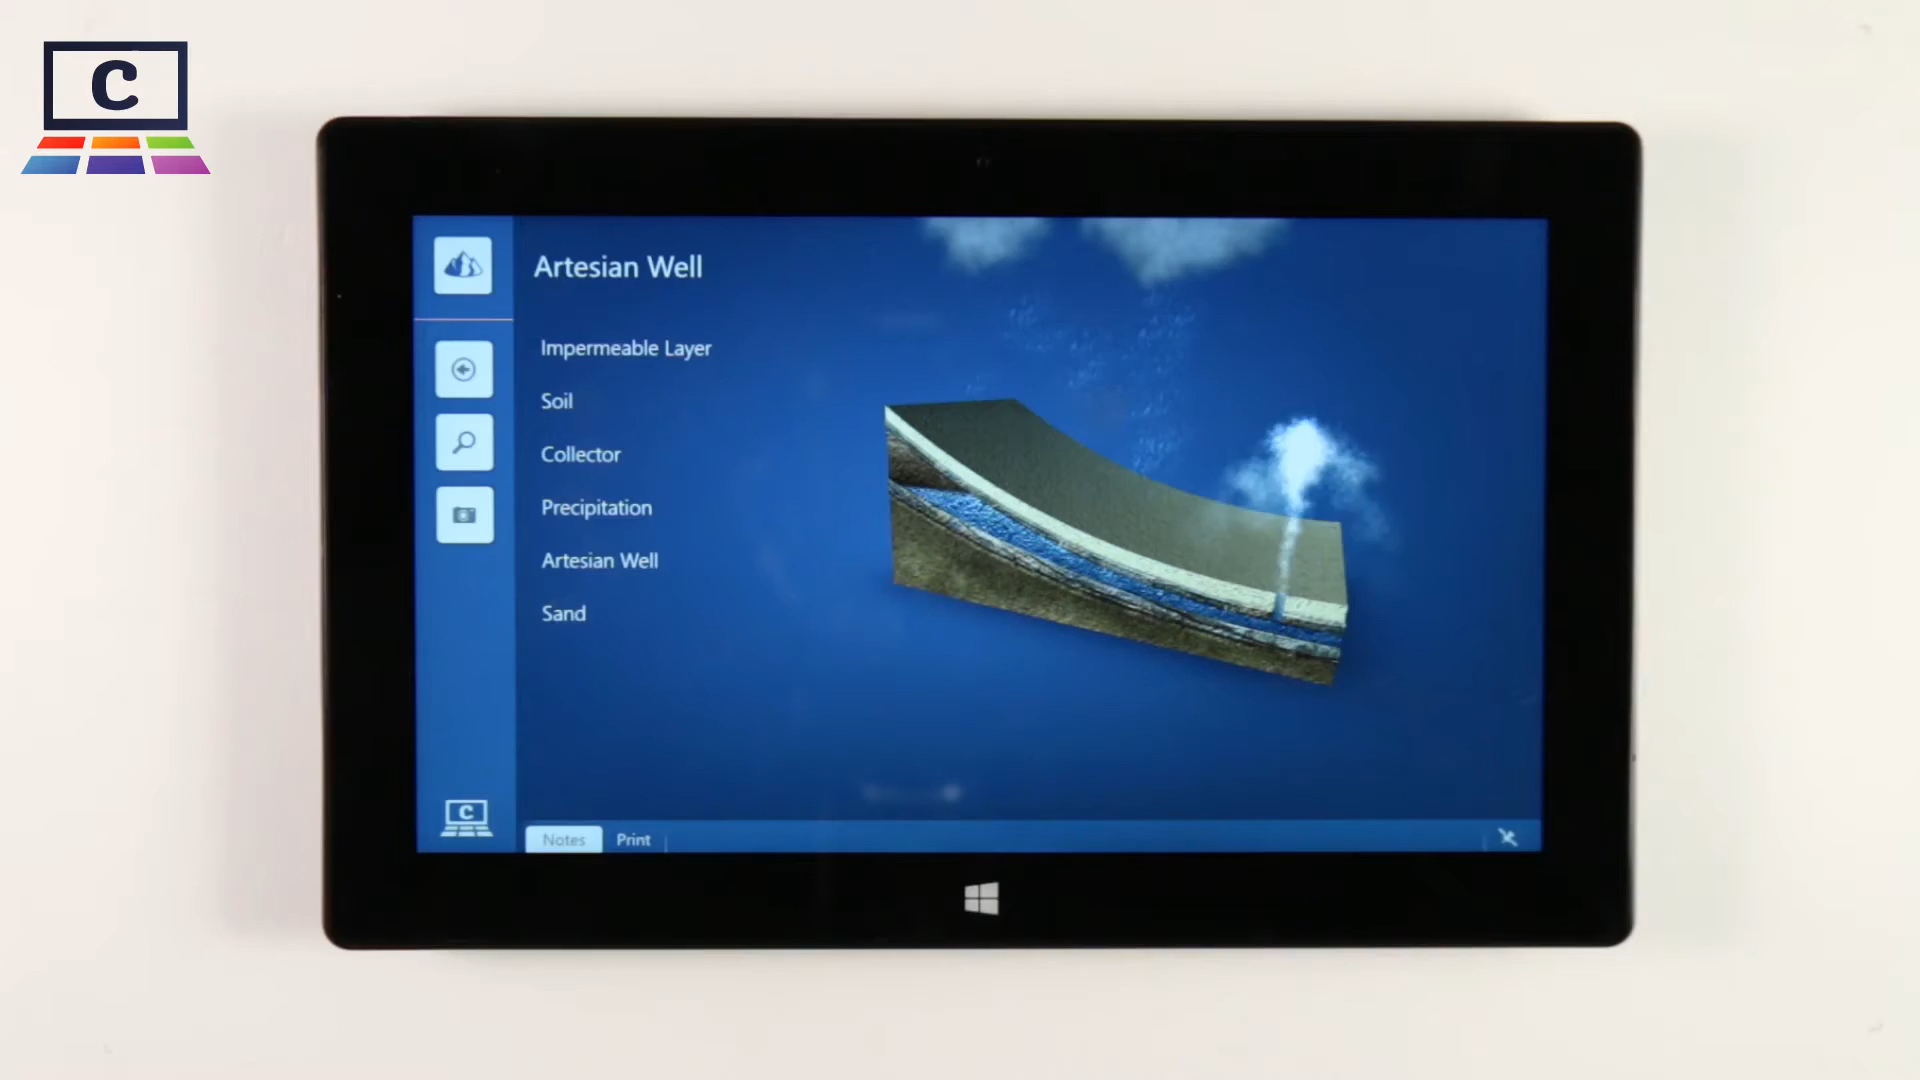 C
Artesian Well
Impermeable Layer
Soil
Collector
Precipitation
Artesian Well
Sand
C
Notes
Print